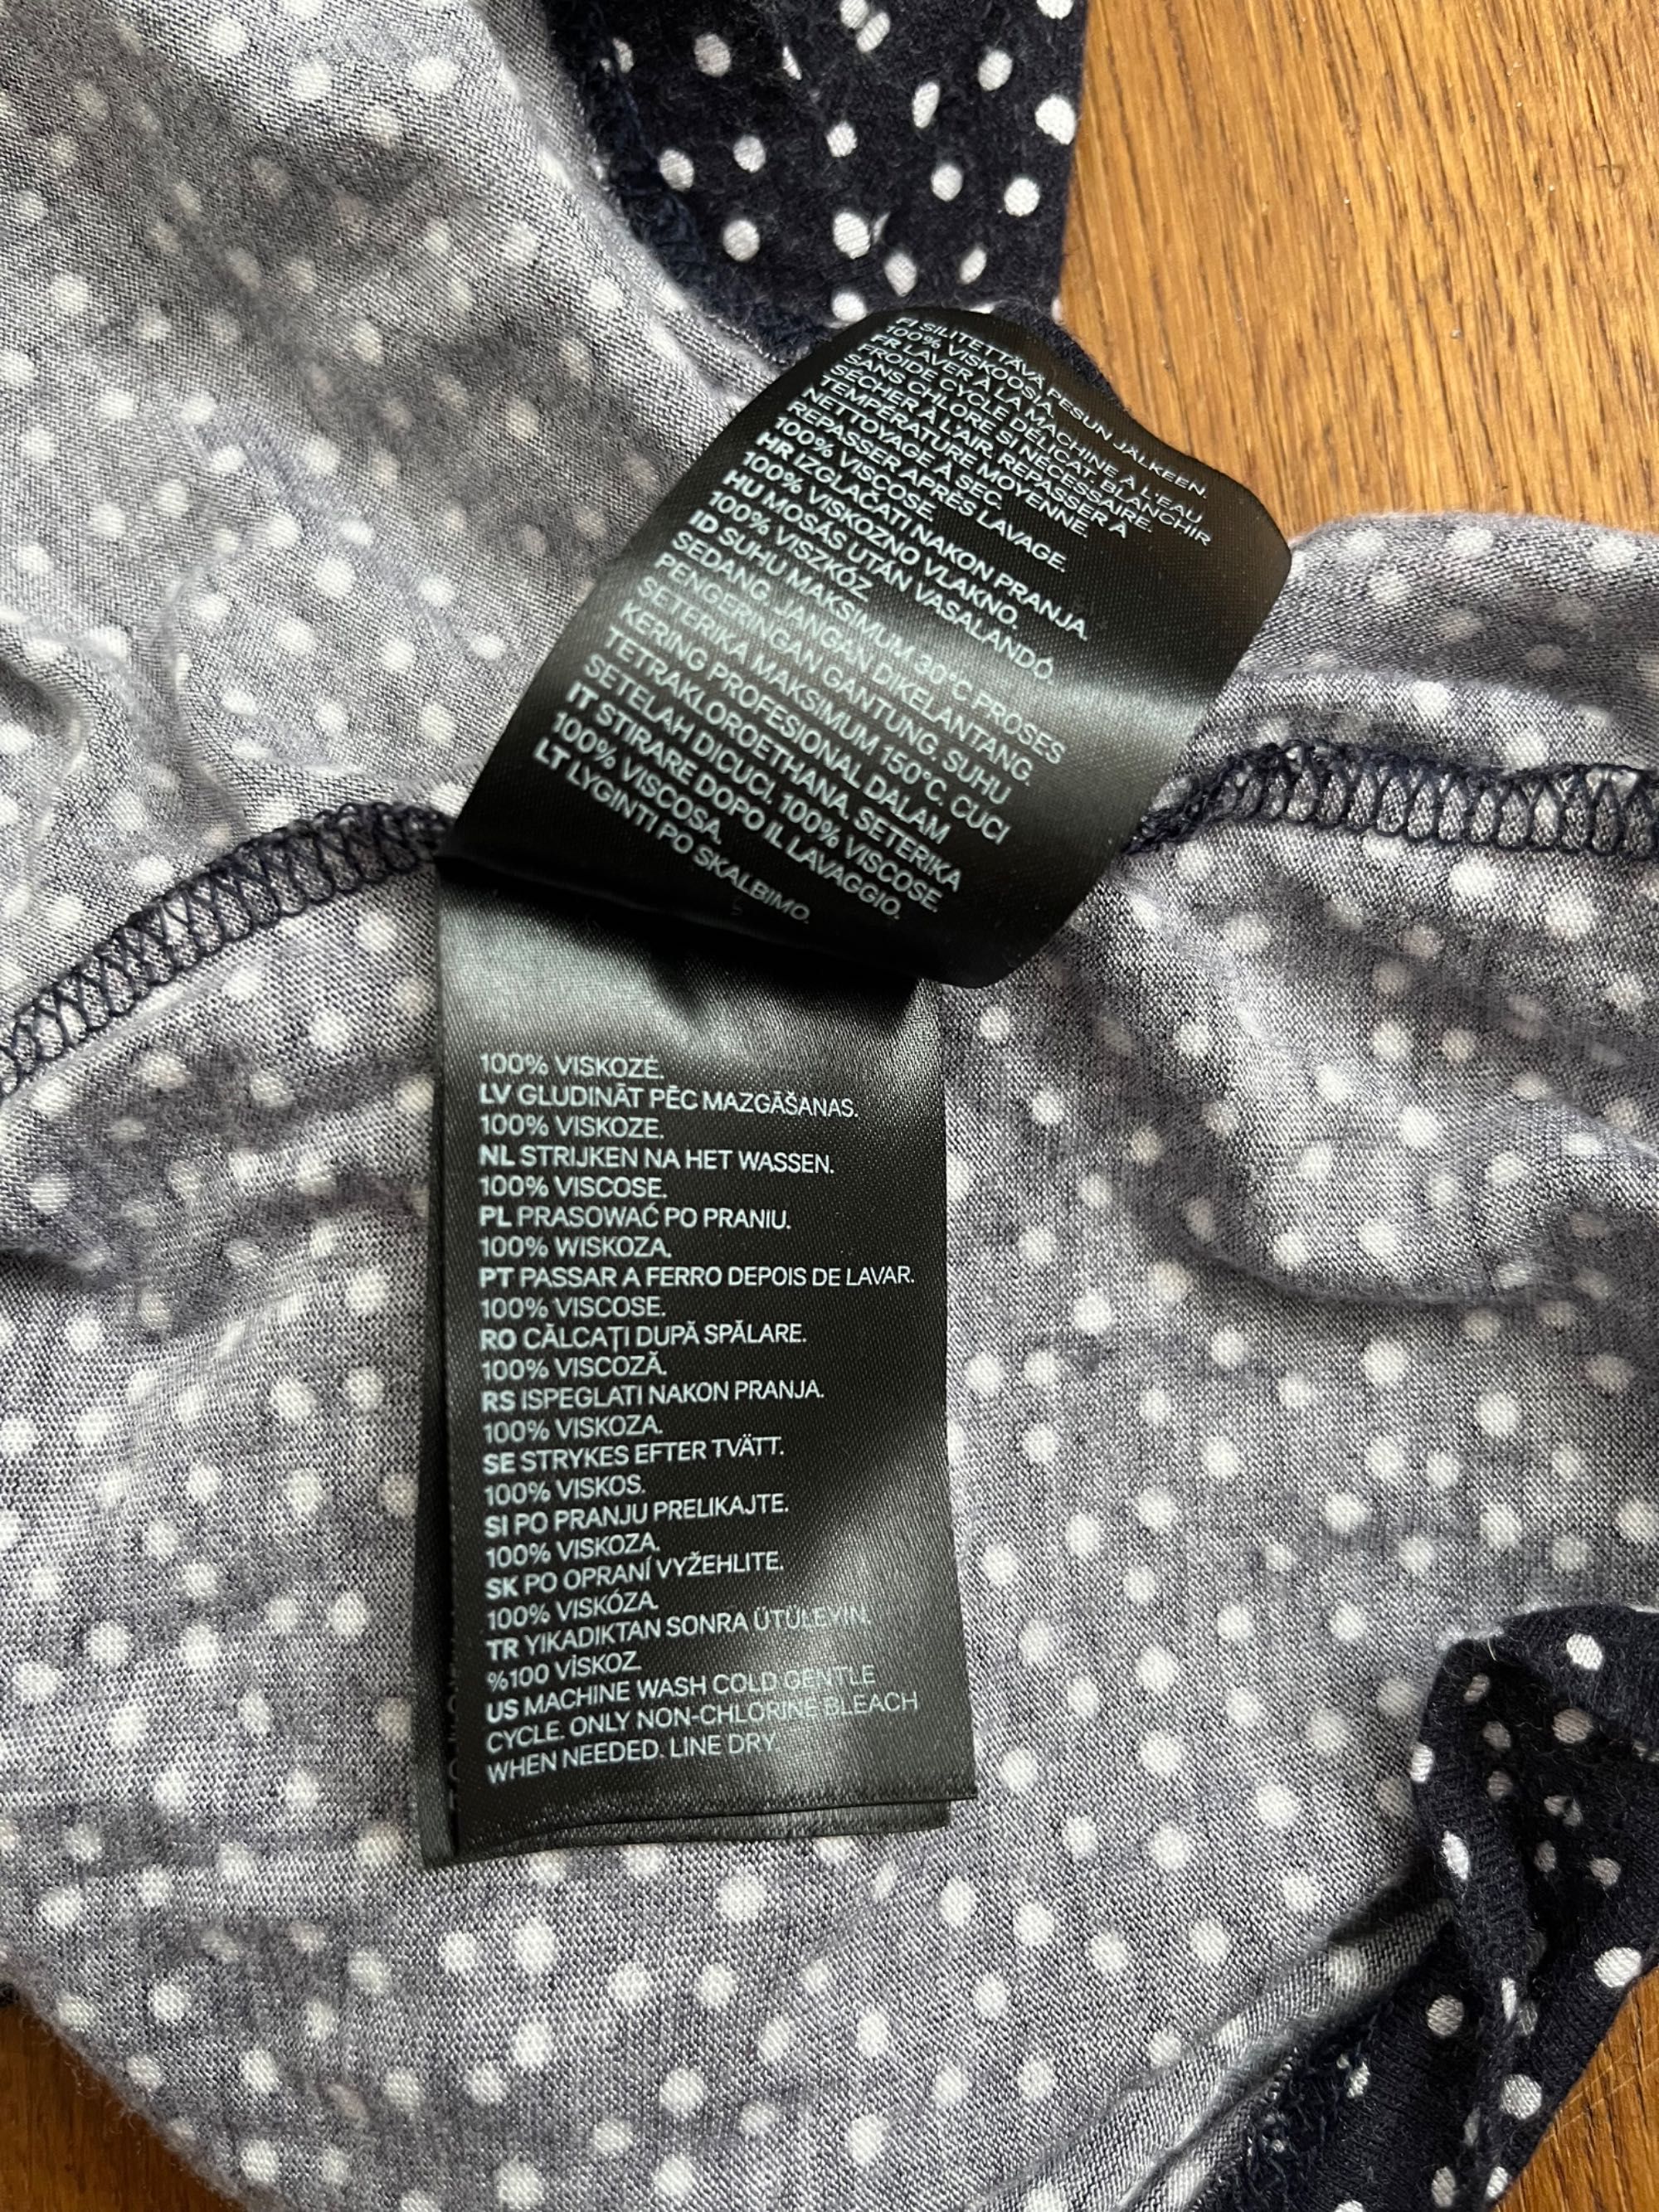 FI SILITETTÄVÄ PESUN JÄLKEEN.
100% VISKOOSIA.
FR LAVER À LA MACHINE À L'EAU
FROIDE CYCLE DÉLICAT. BLANCHIR
SANS CHLORE SI NÉCESSAIRE.
SÉCHER À L'AIR. REPASSER À
TEMPÉRATURE MOYENNE.
NETTOYAGE À SEC.
REPASSER APRÈS LAVAGE.
100% VISCOSE.
HR IZGLAČATI NAKON PRANJA.
100% VISKOZNO VLAKNO.
HU MOSÁS UTÁN VASALANDÓ.
100% VISZKÓZ.
ID SUHU MAKSIMUM 30°C PROSES
SEDANG. JANGAN DIKELANTANG.
PENGERINGAN GANTUNG. SUHU
SETERIKA MAKSIMUM 150°C. CUCI
KERING PROFESIONAL DALAM
TETRAKLOROETHANA. SETERIKA
SETELAH DICUCI. 100% VISCOSE.
IT STIRARE DOPO IL LAVAGGIO.
100% VISCOSA.
LT LYGINTI PO SKALBIMO.
100% VISKOZĖ.
LV GLUDINĀT PĒC MAZGĀŠANAS.
100% VISKOZE.
NL STRIJKEN NA HET WASSEN.
100% VISCOSE.
PL PRASOWAĆ PO PRANIU.
100% WISKOZA.
PT PASSAR A FERRO DEPOIS DE LAVAR.
100% VISCOSE.
RO CĂLCAȚI DUPĂ SPĂLARE.
100% VISCOZĂ.
RS ISPEGLATI NAKON PRANJA.
100% VISKOZA.
SE STRYKES EFTER TVÄTT.
100% VISKOS.
SI PO PRANJU PRELIKAJTE.
100% VISKOZA.
SK PO OPRANÍ VYŽEHLITE.
100% VISKÓZA.
TR YIKADIKTAN SONRA ÜTÜLEYIN.
%100 VİSKOZ
US MACHINE WASH COLD GENTLE
CYCLE. ONLY NON-CHLORINE BLEACH
WHEN NEEDED. LINE DRY.